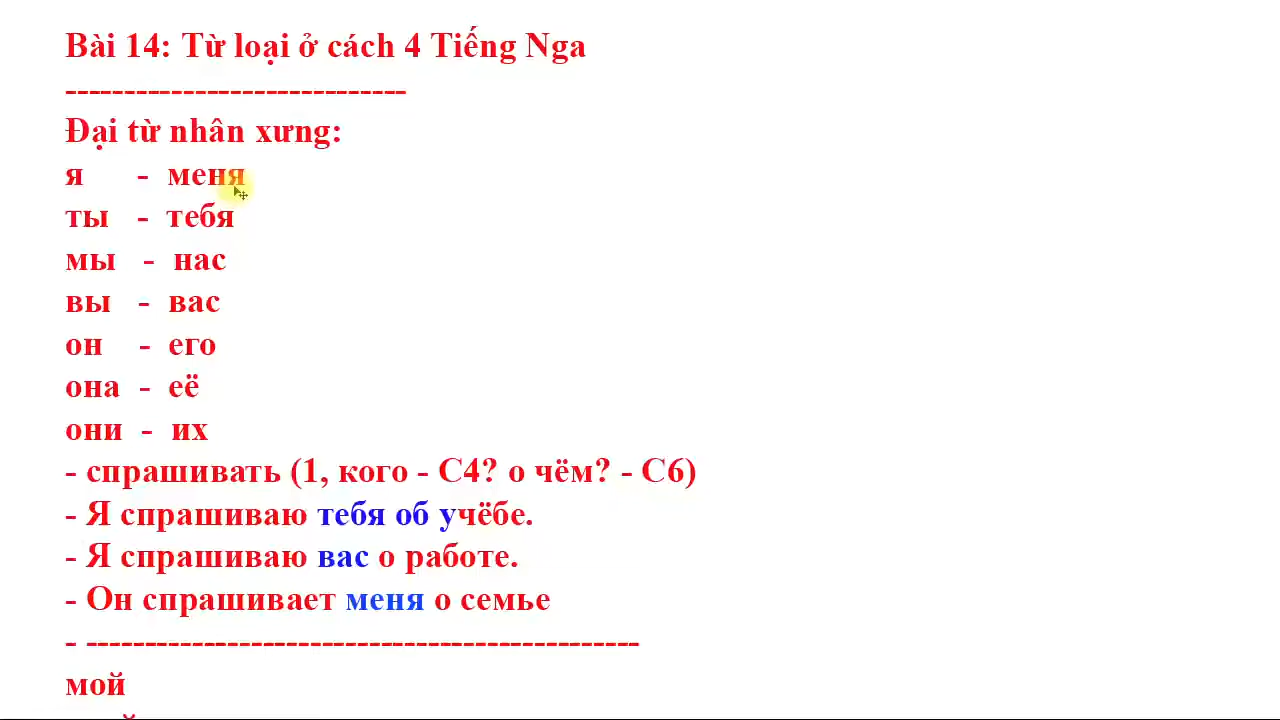 Bài 14: Từ loại ở cách 4 Tiếng Nga
-----------------------------
Đại từ nhân xưng:
я - меня
ты - тебя
мы - нас
вы - вас
он - его
она - её
они - их
- спрашивать (1, кого - C4? о чём? - C6)
- Я спрашиваю тебя об учёбе.
- Я спрашиваю вас о работе.
- Он спрашивает меня о семье
- -----------------------------------------------
мой